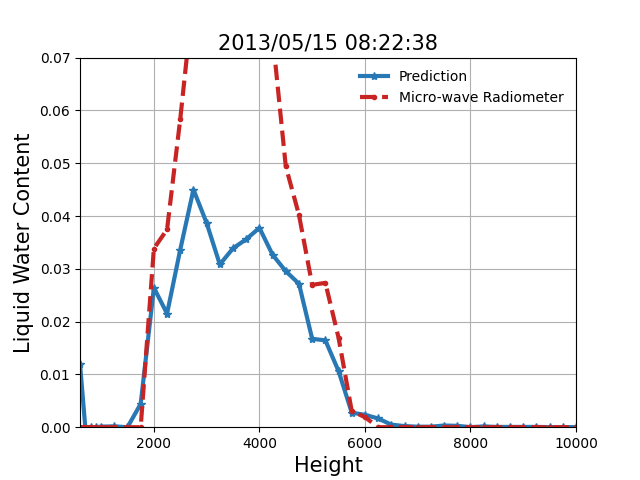 2013/05/15 08:22:38
0.07
0.06
0.05
0.04
0.03
0.02
0.01
0.00
Liquid Water Content
Prediction
Micro-wave Radiometer
2000 4000 6000 8000 10000
Height